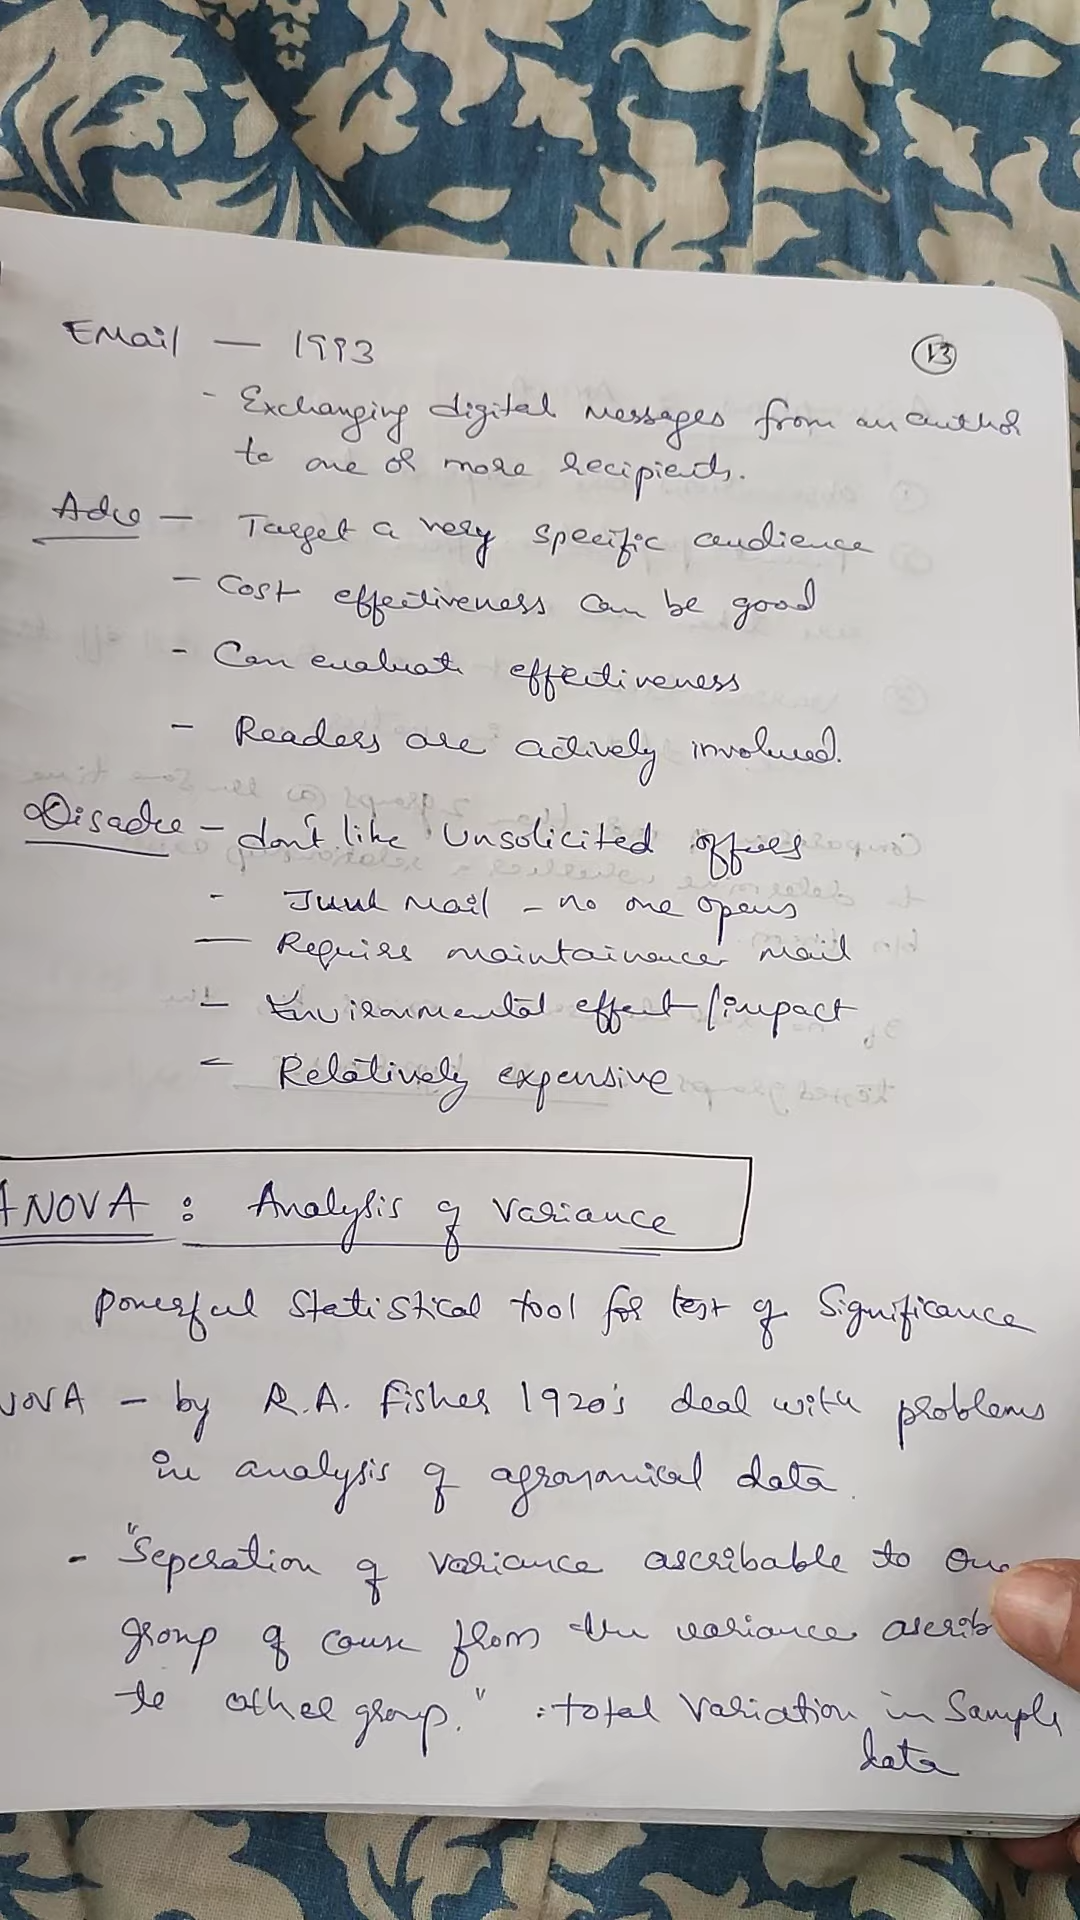 EMail — 1993
13
- Exchanging digital messages from an author
to one or more recipients.
Adv — Target a very specific audience
- Cost effectiveness can be good
- Can evaluate effectiveness
- Readers are actively involved.
Disadv - don't like unsolicited offers
- Junk Mail - no one opens
- Requires maintainence mail
- Environmental effect/impact
- Relatively expensive
ANOVA : Analysis of Variance
Powerful Statistical tool for test of Significance
NOVA - by R.A. Fisher 1920's deal with problems
in analysis of agronomical data.
- "Seperation of variance ascribable to one
group of cause from the variance ascrib
to other group." : total Variation in Sample
data